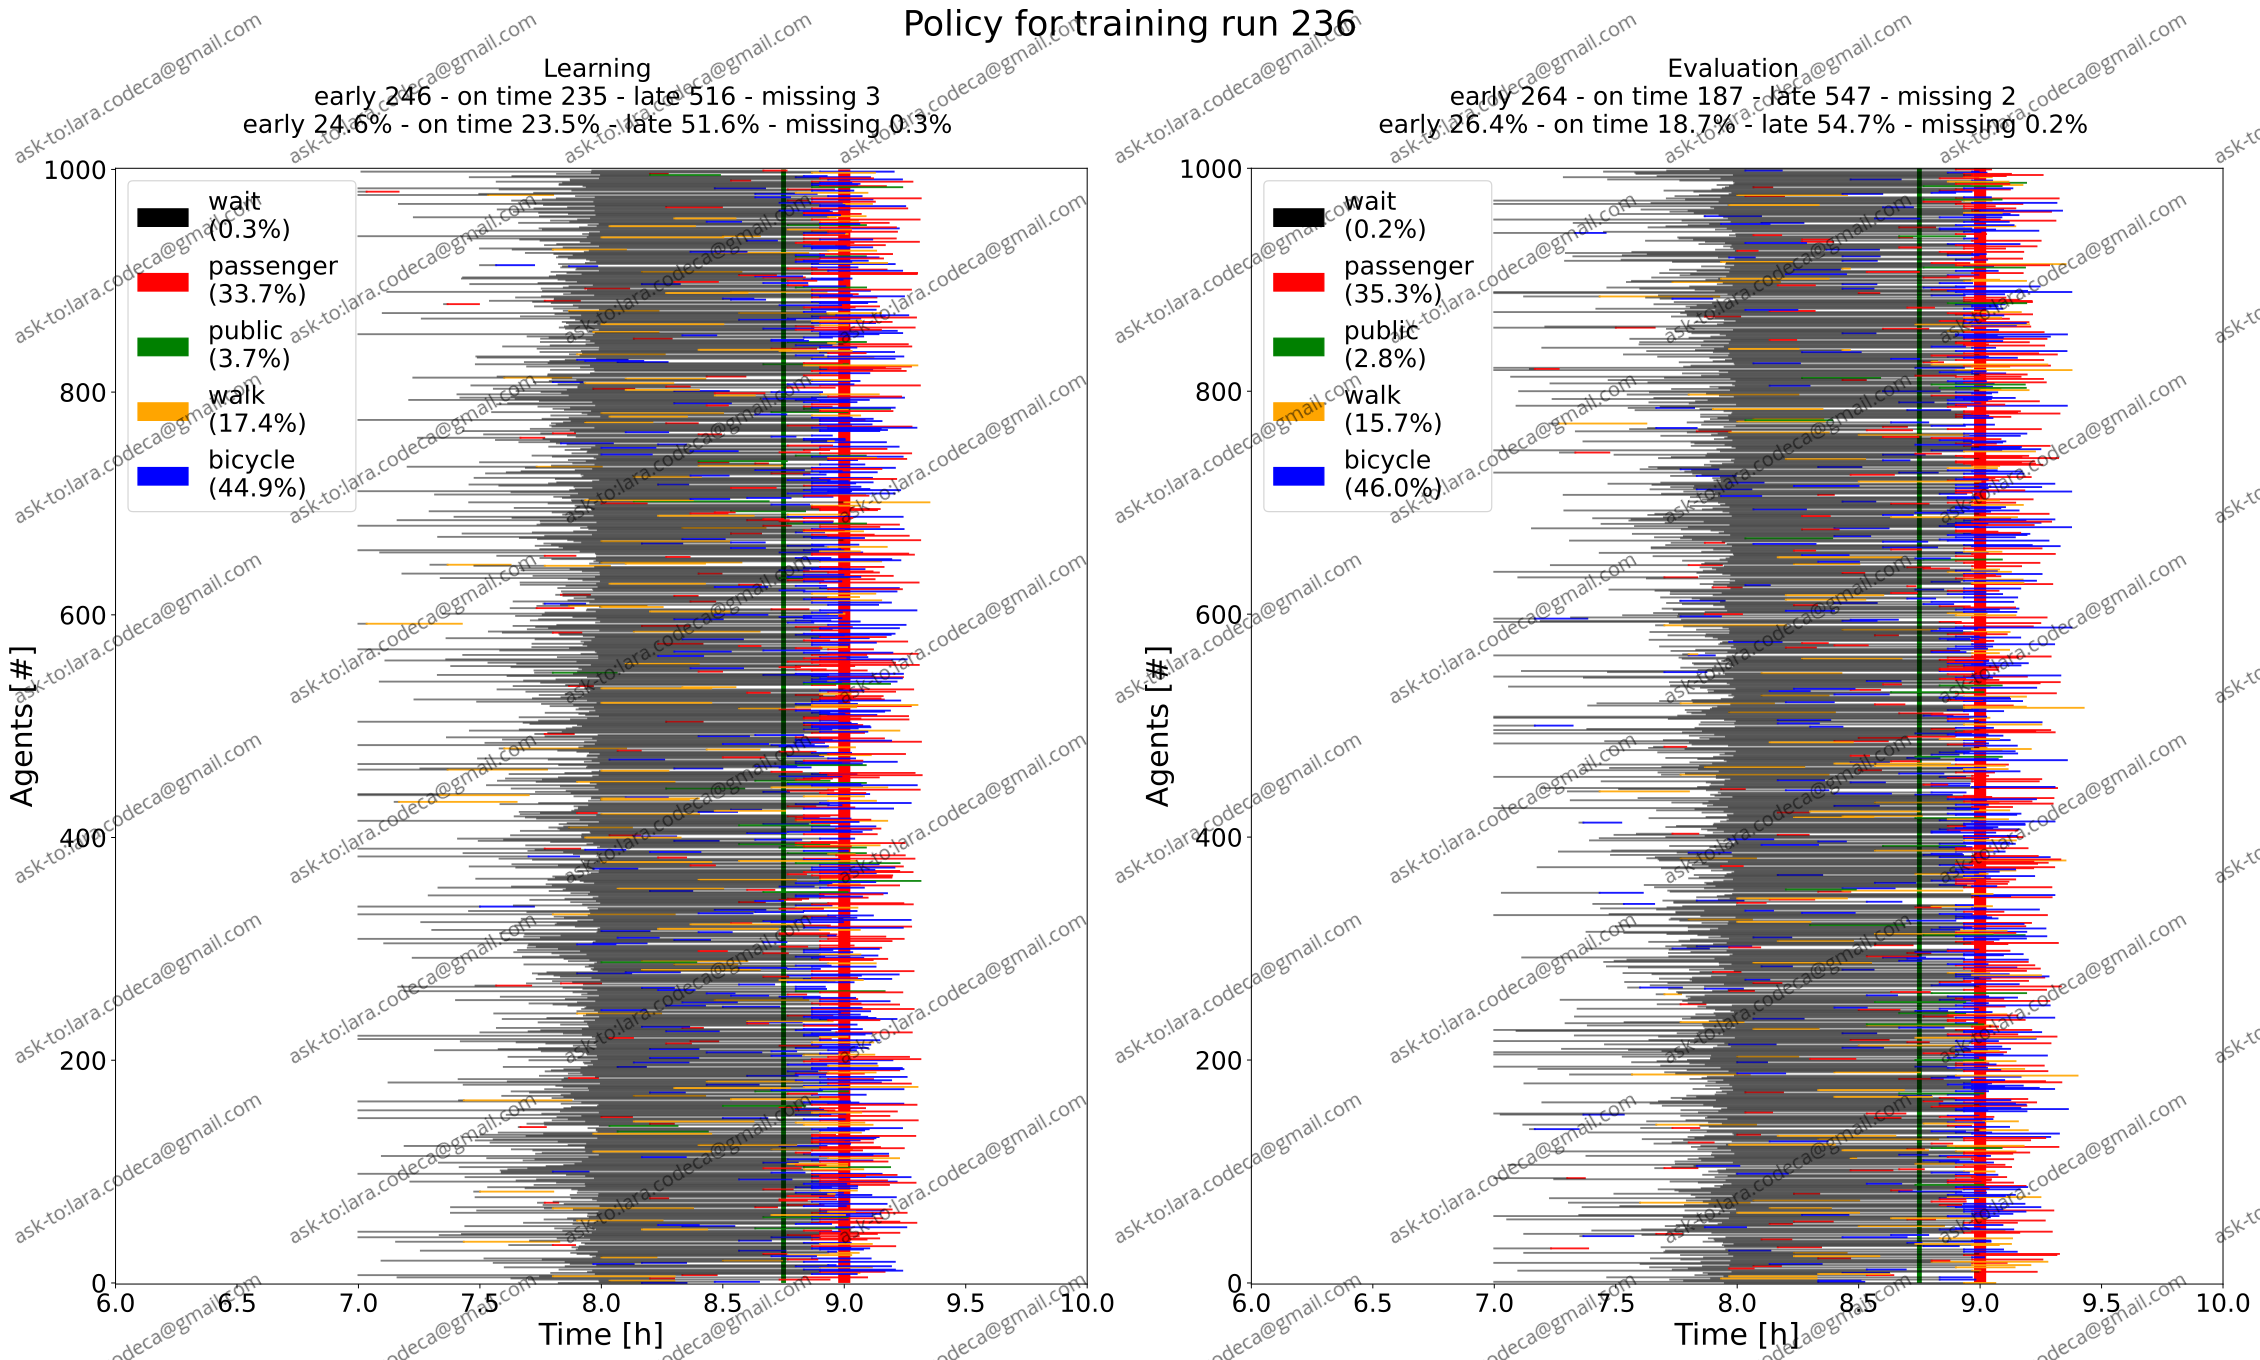 Policy for training run 236
Learning
early 246 - on time 235 - late 516 - missing 3
early 24.6% - on time 23.5% - late 51.6% - missing 0.3%
1000
800
600
400
200
0
Agents [#]
wait
(0.3%)
passenger
(33.7%)
public
(3.7%)
walk
(17.4%)
bicycle
(44.9%)
6.0 6.5 7.0 7.5 8.0 8.5 9.0 9.5 10.0
Time [h]
Evaluation
early 264 - on time 187 - late 547 - missing 2
early 26.4% - on time 18.7% - late 54.7% - missing 0.2%
1000
800
600
400
200
0
Agents [#]
wait
(0.2%)
passenger
(35.3%)
public
(2.8%)
walk
(15.7%)
bicycle
(46.0%)
6.0 6.5 7.0 7.5 8.0 8.5 9.0 9.5 10.0
Time [h]
ask-to:lara.codeca@gmail.com